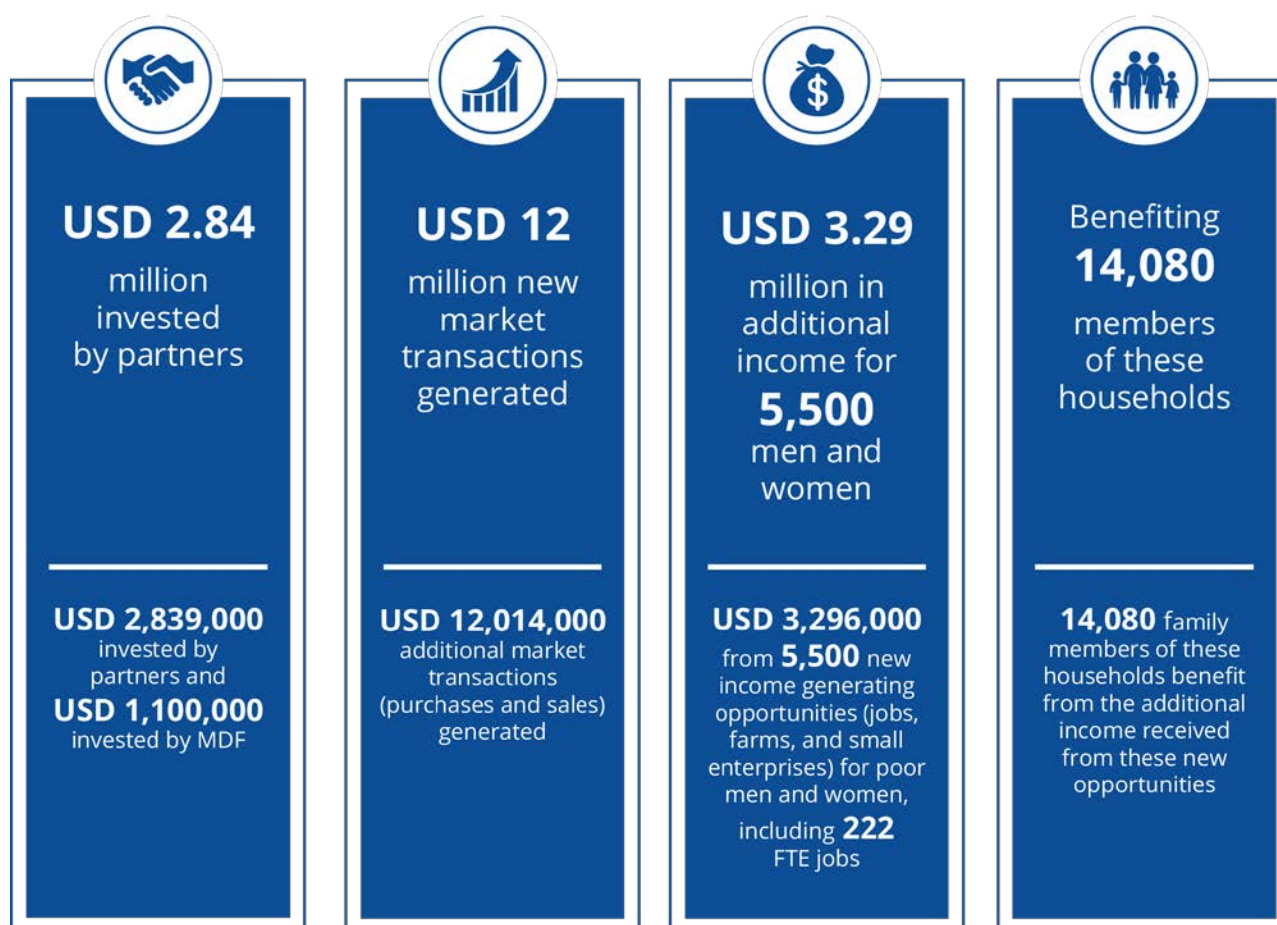 USD 2.84
million
invested
by partners
USD 2,839,000
invested by
partners and
USD 1,100,000
invested by MDF
USD 12
million new
market
transactions
generated
USD 12,014,000
additional market
transactions
(purchases and sales)
generated
$
USD 3.29
million in
additional
income for
5,500
men and
women
USD 3,296,000
from 5,500 new
income generating
opportunities (jobs,
farms, and small
enterprises) for poor
men and women,
including 222
FTE jobs
Benefiting
14,080
members
of these
households
14,080 family
members of these
households benefit
from the additional
income received
from these new
opportunities